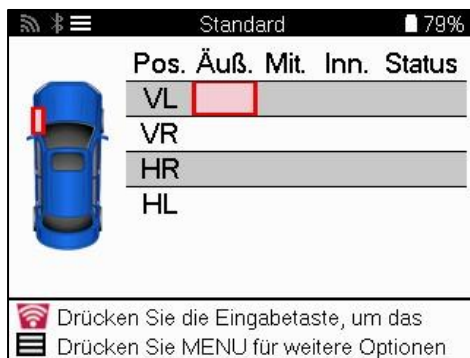 Standard 79%
Pos. Äuß. Mit. Inn. Status
VL
VR
HR
HL
Drücken Sie die Eingabetaste, um das
Drücken Sie MENU für weitere Optionen